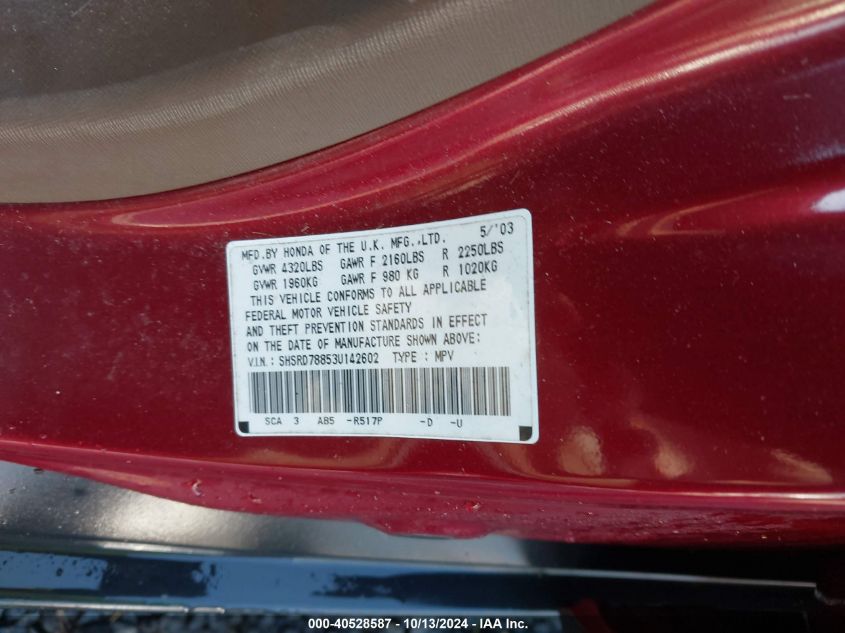 MFD.BY HONDA OF THE U.K. MFG.,LTD. 5/'03
GVWR 4320LBS GAWR F 2160LBS R 2250LBS
GVWR 1960KG GAWR F 980 KG R 1020KG
THIS VEHICLE CONFORMS TO ALL APPLICABLE
FEDERAL MOTOR VEHICLE SAFETY
AND THEFT PREVENTION STANDARDS IN EFFECT
ON THE DATE OF MANUFACTURE SHOWN ABOVE:
V.I.N.: SHSRD78853U142602 TYPE : MPV
SCA 3 AB5 -R517P -D -U
000-40528587 - 10/13/2024 - IAA Inc.